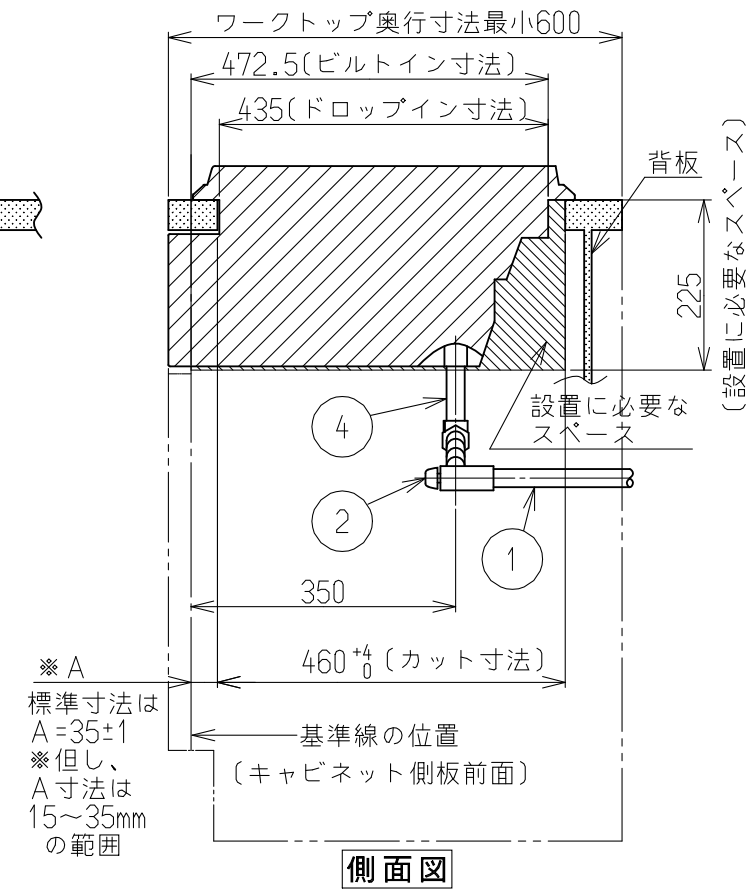 ワークトップ奥行寸法最小600
472.5(ビルトイン寸法)
435(ドロップイン寸法)
背板
225
(設置に必要なスペース)
設置に必要な
スペース
4
2
1
350
460 +4 0 (カット寸法)
※A
標準寸法は
A=35±1
※但し、
A寸法は
15～35mm
の範囲
基準線の位置
(キャビネット側板前面)
側面図